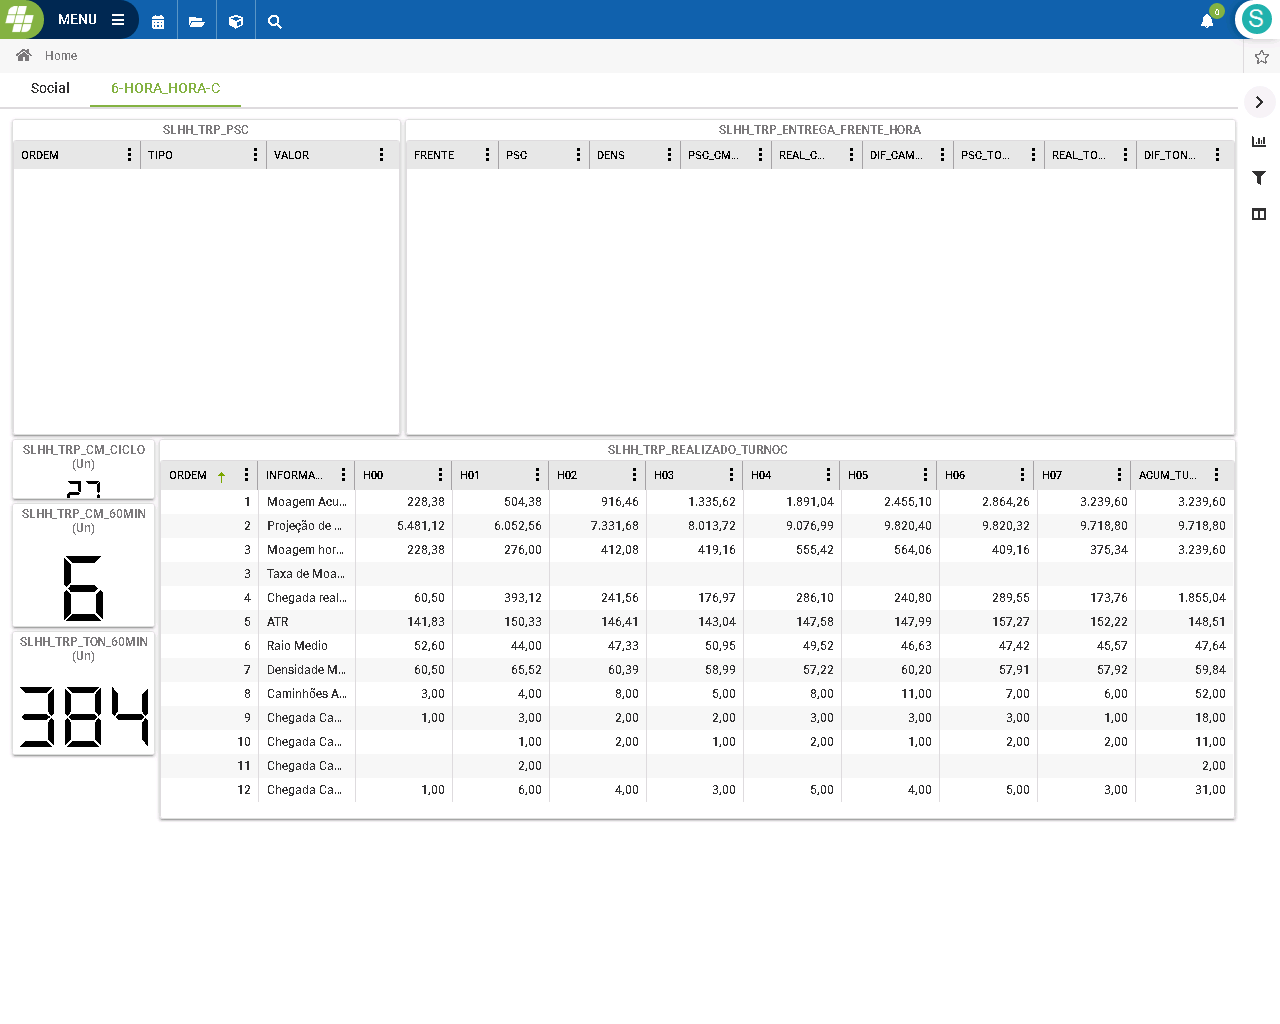 MENU
0
S
Home
Social 6-HORA_HORA-C
SLHH_TRP_PSC
ORDEM TIPO VALOR
SLHH_TRP_ENTREGA_FRENTE_HORA
FRENTE PSC DENS PSC_CM... REAL_C... DIF_CAM... PSC_TO... REAL_TO... DIF_TON...
SLHH_TRP_CM_CICLO
(Un)
27
SLHH_TRP_CM_60MIN
(Un)
6
SLHH_TRP_TON_60MIN
(Un)
384
SLHH_TRP_REALIZADO_TURNOC
ORDEM INFORMA... H00 H01 H02 H03 H04 H05 H06 H07 ACUM_TU...
1 Moagem Acu... 228,38 504,38 916,46 1.335,62 1.891,04 2.455,10 2.864,26 3.239,60 3.239,60
2 Projeção de ... 5.481,12 6.052,56 7.331,68 8.013,72 9.076,99 9.820,40 9.820,32 9.718,80 9.718,80
3 Moagem hor... 228,38 276,00 412,08 419,16 555,42 564,06 409,16 375,34 3.239,60
3 Taxa de Moa...
4 Chegada real... 60,50 393,12 241,56 176,97 286,10 240,80 289,55 173,76 1.855,04
5 ATR 141,83 150,33 146,41 143,04 147,58 147,99 157,27 152,22 148,51
6 Raio Medio 52,60 44,00 47,33 50,95 49,52 46,63 47,42 45,57 47,64
7 Densidade M... 60,50 65,52 60,39 58,99 57,22 60,20 57,91 57,92 59,84
8 Caminhões A... 3,00 4,00 8,00 5,00 8,00 11,00 7,00 6,00 52,00
9 Chegada Ca... 1,00 3,00 2,00 2,00 3,00 3,00 3,00 1,00 18,00
10 Chegada Ca... 1,00 2,00 1,00 2,00 1,00 2,00 2,00 11,00
11 Chegada Ca... 2,00 2,00
12 Chegada Ca... 1,00 6,00 4,00 3,00 5,00 4,00 5,00 3,00 31,00